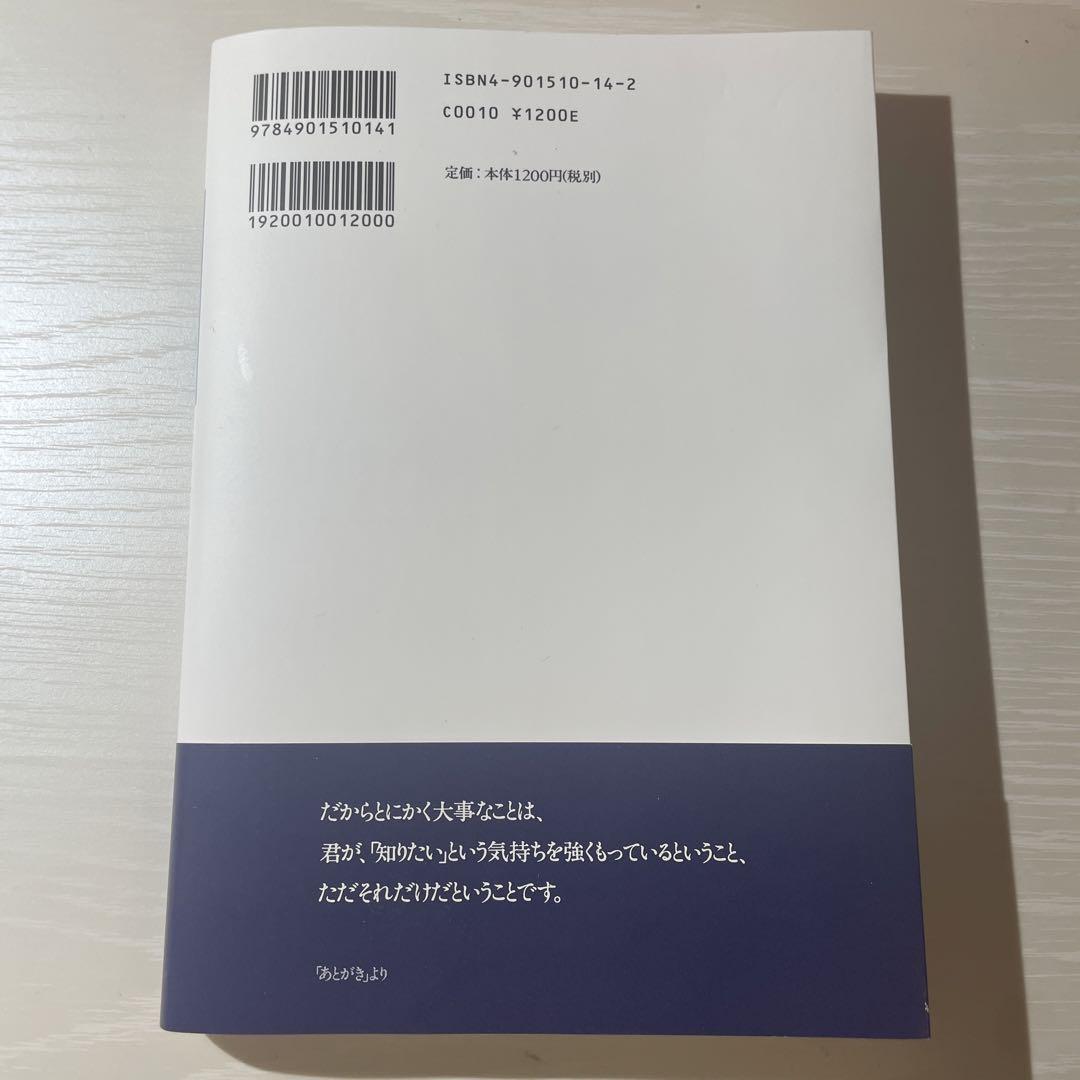 ISBN4-901510-14-2
C0010 ¥1200E
9784901510141
定価：本体1200円(税別)
1920010012000
だからとにかく大事なことは、
君が、「知りたい」という気持ちを強くもっているということ、
ただそれだけだということです。
「あとがき」より